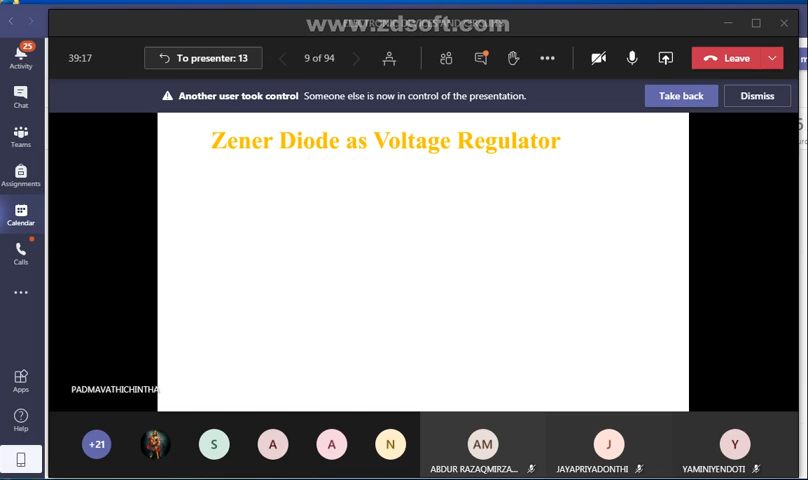 www.zdsoft.com
25
Activity
39:17
To presenter: 13
9 of 94
Leave
Chat
Another user took control Someone else is now in control of the presentation.
Take back
Dismiss
Teams
Zener Diode as Voltage Regulator
Assignments
Calendar
Calls
Apps
PADMAVATHICHINTHA
Help
+21
S
A
A
N
AM
J
Y
ABDUR RAZAQMIRZA...
JAYAPRIYADONTHI
YAMINIYENDOTI